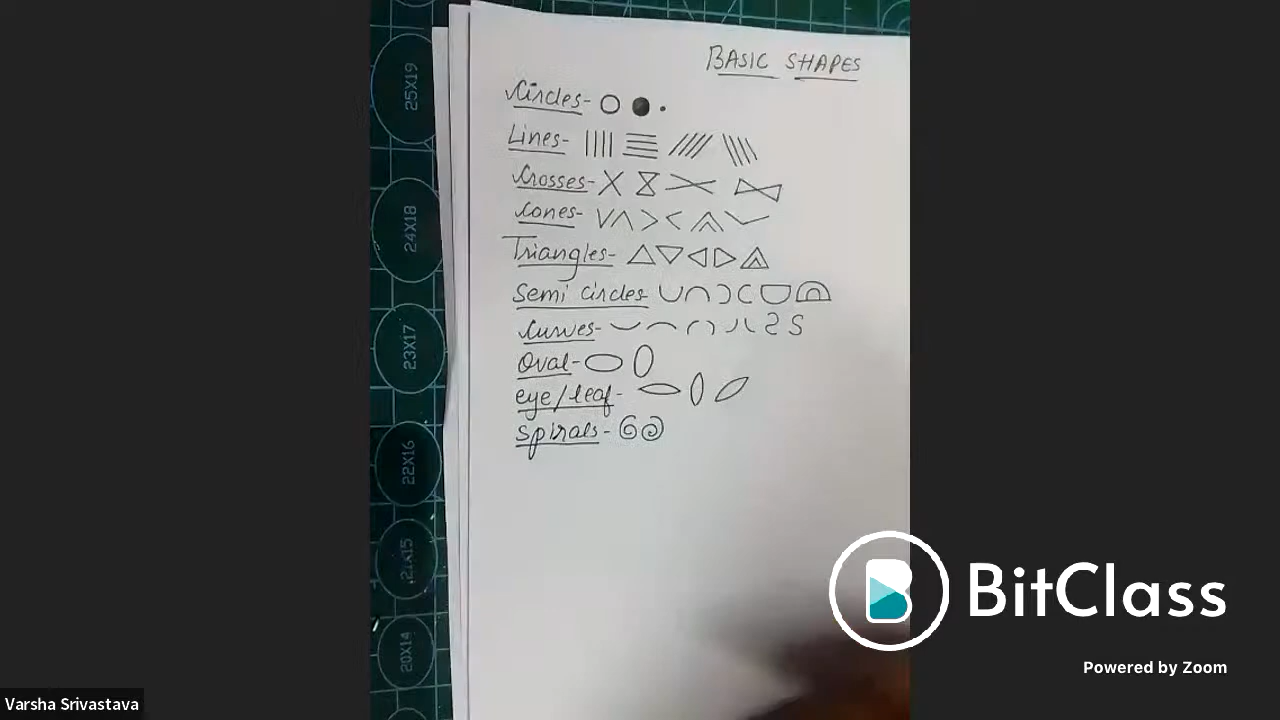 BASIC SHAPES
Circles-
Lines-
Crosses-
Cones-
Triangles-
Semi circles
Curves-
Oval-
eye/leaf-
Spirals-
25X19
24X18
23X17
22X16
21X15
20X14
BitClass
Powered by Zoom
Varsha Srivastava